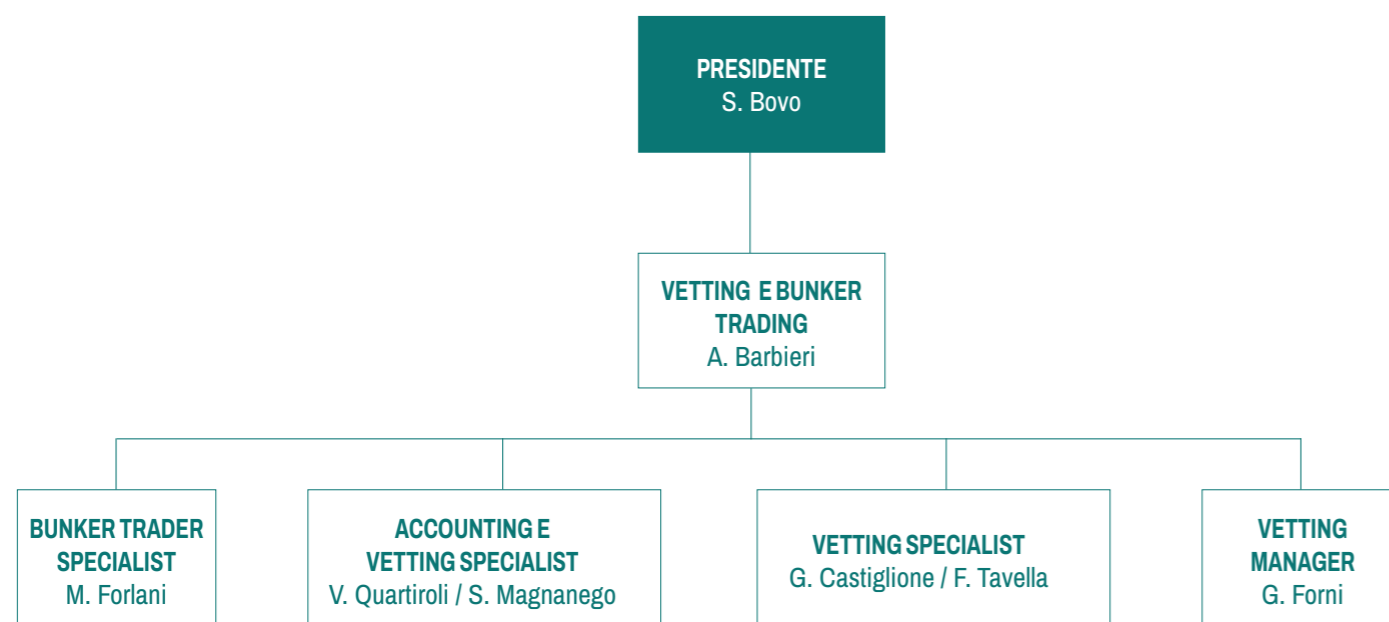 PRESIDENTE
S. Bovo
VETTING E BUNKER
TRADING
A. Barbieri
BUNKER TRADER
SPECIALIST
M. Forlani
ACCOUNTING E
VETTING SPECIALIST
V. Quartiroli / S. Magnanego
VETTING SPECIALIST
G. Castiglione / F. Tavella
VETTING
MANAGER
G. Forni